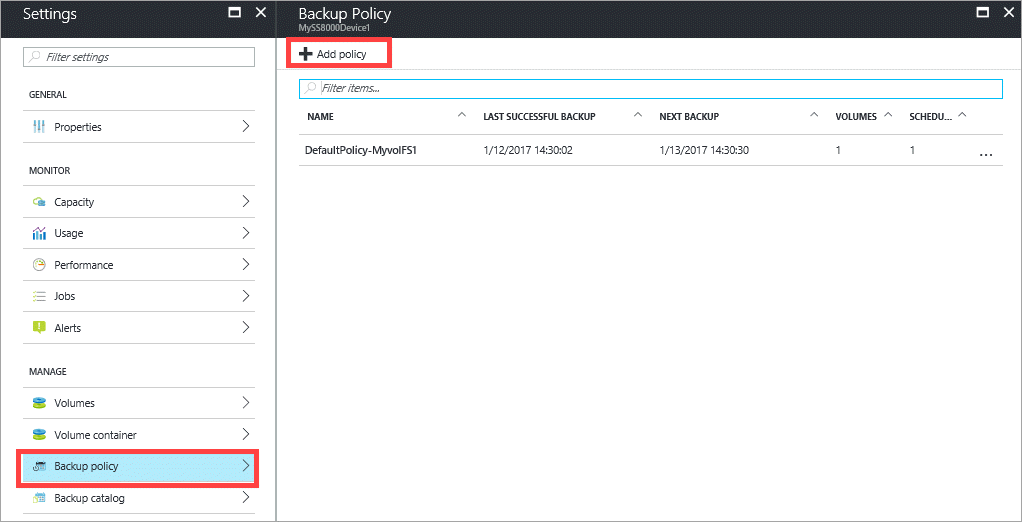 Settings
Filter settings
GENERAL
Properties
MONITOR
Capacity
Usage
Performance
Jobs
Alerts
MANAGE
Volumes
Volume container
Backup policy
Backup catalog
Backup Policy
MySS8000Device1
Add policy
Filter items...
NAME LAST SUCCESSFUL BACKUP NEXT BACKUP VOLUMES SCHEDU...
DefaultPolicy-MyvolFS1 1/12/2017 14:30:02 1/13/2017 14:30:30 1 1 ...